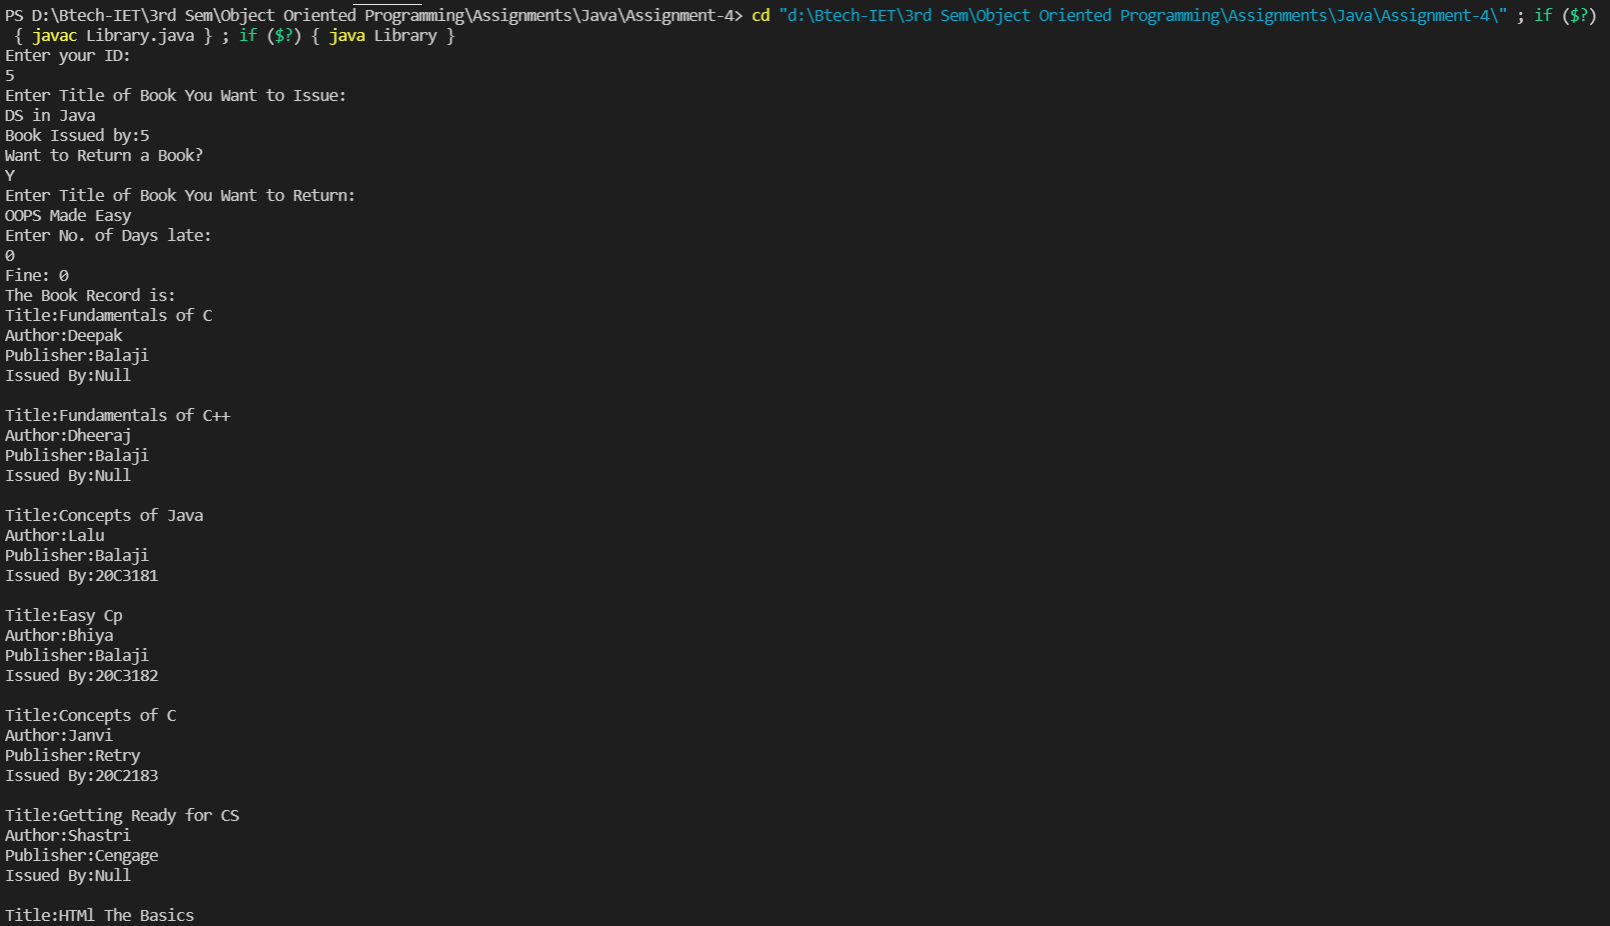 PS D:\Btech-IET\3rd Sem\Object Oriented Programming\Assignments\Java\Assignment-4> cd "d:\Btech-IET\3rd Sem\Object Oriented Programming\Assignments\Java\Assignment-4\" ; if ($?)
{ javac Library.java } ; if ($?) { java Library }
Enter your ID:
5
Enter Title of Book You Want to Issue:
DS in Java
Book Issued by:5
Want to Return a Book?
Y
Enter Title of Book You Want to Return:
OOPS Made Easy
Enter No. of Days late:
0
Fine: 0
The Book Record is:
Title:Fundamentals of C
Author:Deepak
Publisher:Balaji
Issued By:Null
Title:Fundamentals of C++
Author:Dheeraj
Publisher:Balaji
Issued By:Null
Title:Concepts of Java
Author:Lalu
Publisher:Balaji
Issued By:20C3181
Title:Easy Cp
Author:Bhiya
Publisher:Balaji
Issued By:20C3182
Title:Concepts of C
Author:Janvi
Publisher:Retry
Issued By:20C2183
Title:Getting Ready for CS
Author:Shastri
Publisher:Cengage
Issued By:Null
Title:HTMl The Basics